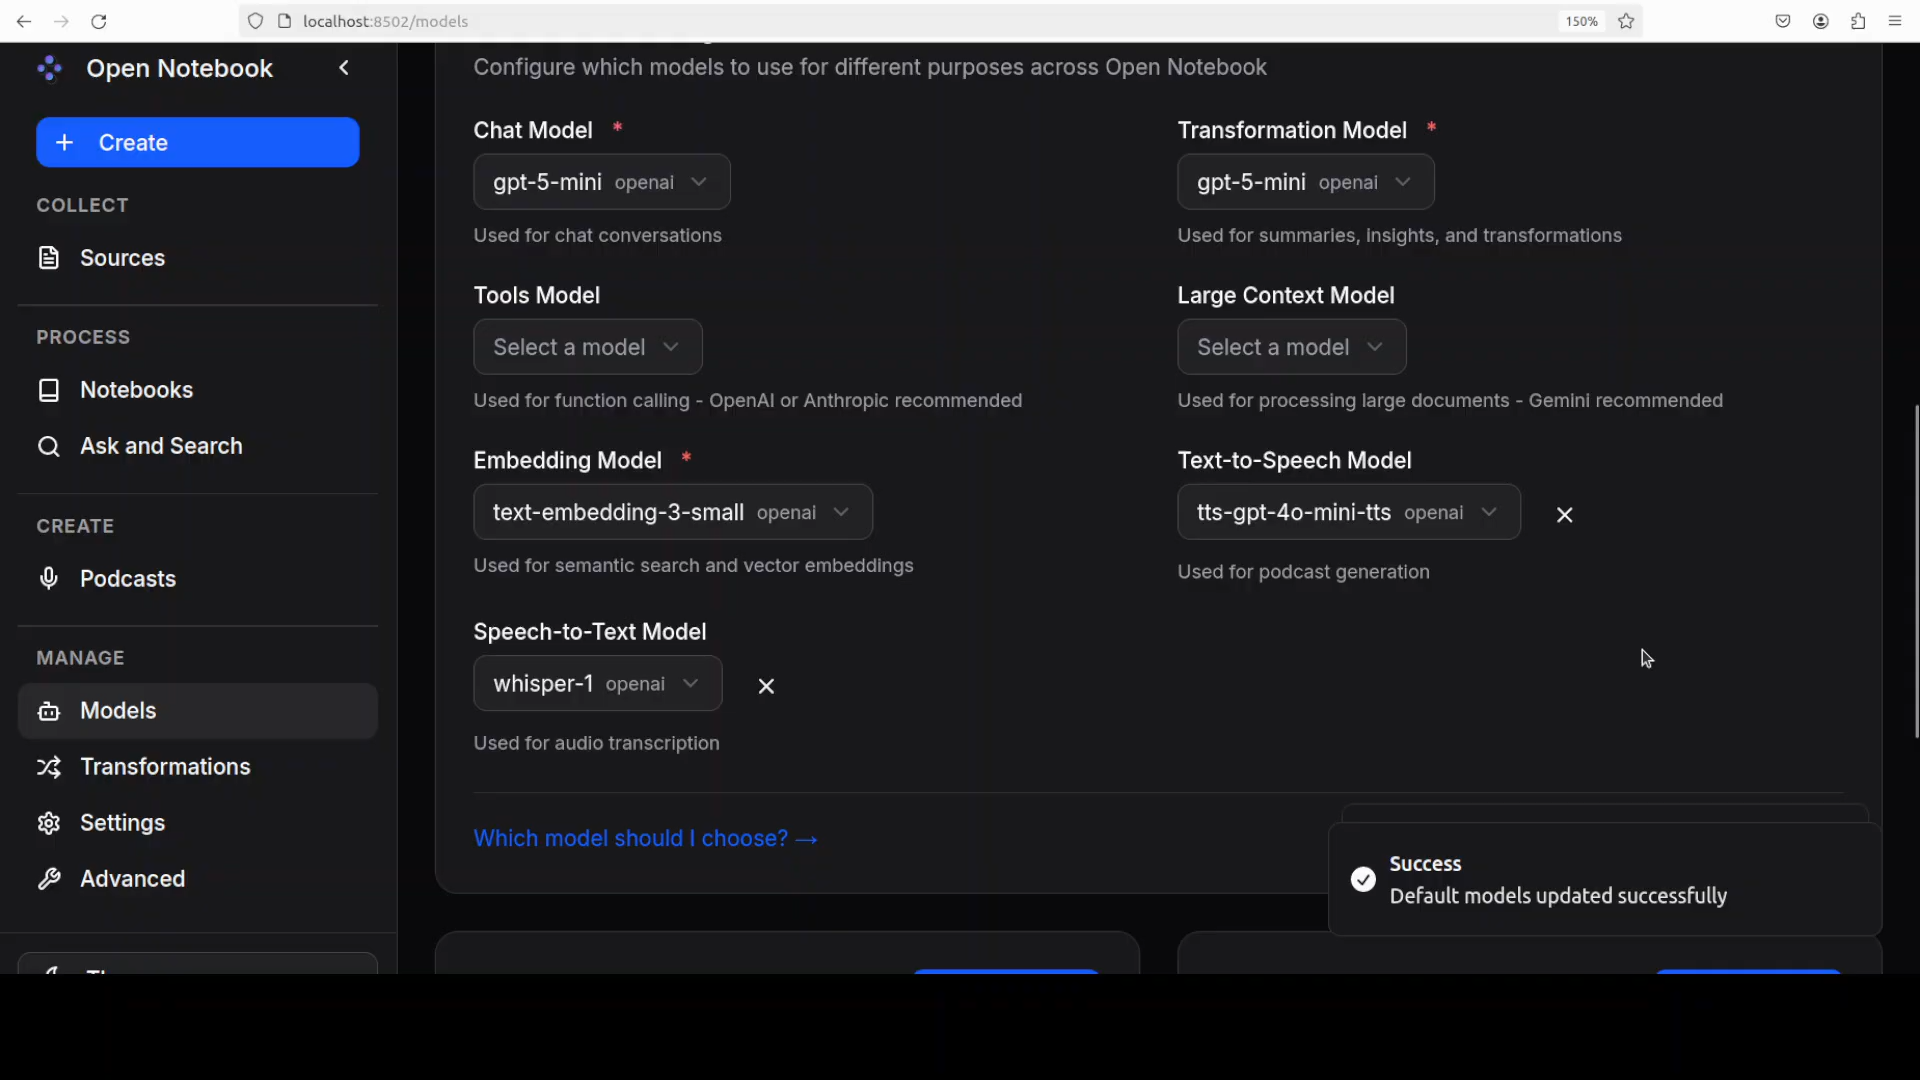 localhost:8502/models
150%
Open Notebook
Create
COLLECT
Sources
PROCESS
Notebooks
Ask and Search
CREATE
Podcasts
MANAGE
Models
Transformations
Settings
Advanced
Configure which models to use for different purposes across Open Notebook
Chat Model *
gpt-5-mini openai
Used for chat conversations
Transformation Model *
gpt-5-mini openai
Used for summaries, insights, and transformations
Tools Model
Select a model
Used for function calling - OpenAI or Anthropic recommended
Large Context Model
Select a model
Used for processing large documents - Gemini recommended
Embedding Model *
text-embedding-3-small openai
Used for semantic search and vector embeddings
Text-to-Speech Model
tts-gpt-4o-mini-tts openai
Used for podcast generation
Speech-to-Text Model
whisper-1 openai
Used for audio transcription
Which model should I choose? →
Success
Default models updated successfully